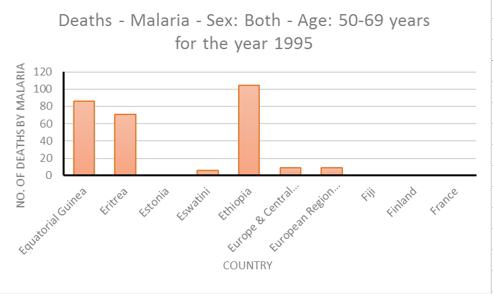 Deaths - Malaria - Sex: Both - Age: 50-69 years
for the year 1995
NO. OF DEATHS BY MALARIA
120
100
80
60
40
20
0
Equatorial Guinea
Eritrea
Estonia
Eswatini
Ethiopia
Europe & Central...
European Region...
Fiji
Finland
France
COUNTRY